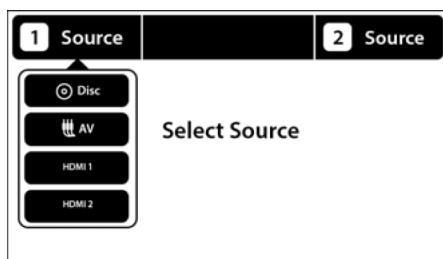 1 Source
2 Source
Disc
AV
HDMI 1
HDMI 2
Select Source